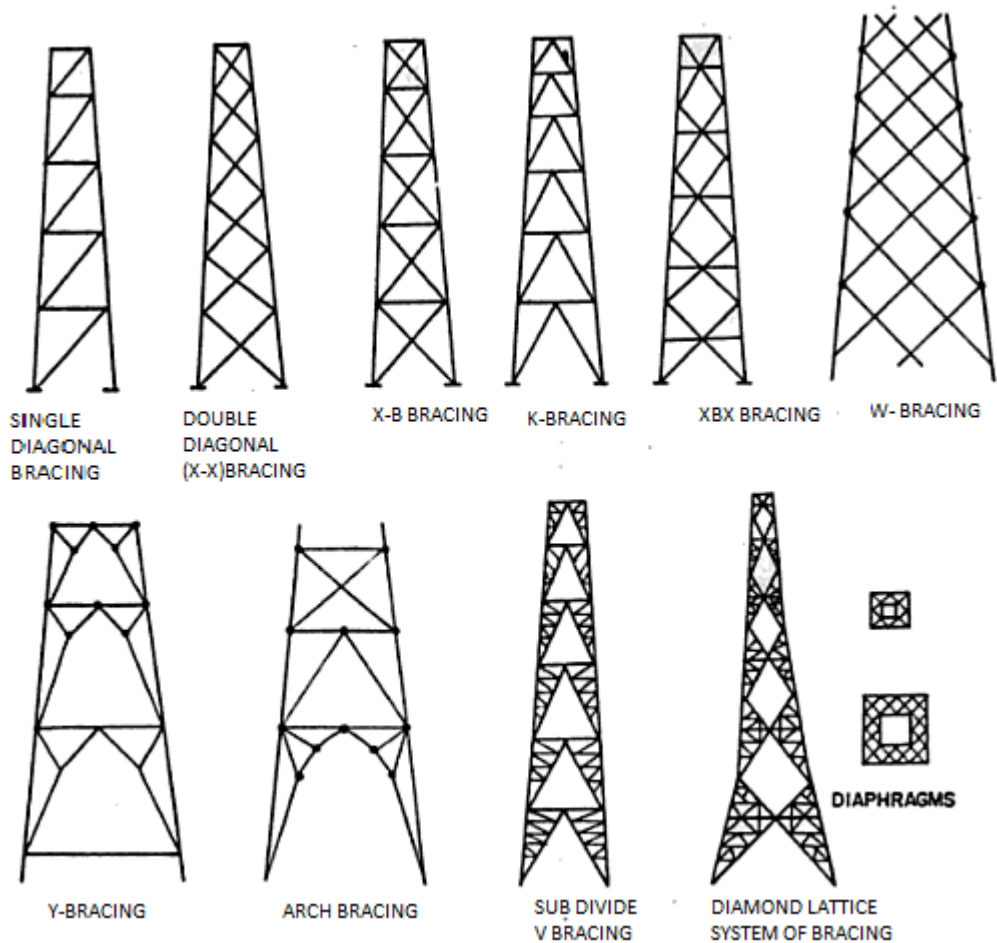 SINGLE
DIAGONAL
BRACING
DOUBLE
DIAGONAL
(X-X)BRACING
X-B BRACING
K-BRACING
XBX BRACING
W- BRACING
DIAPHRAGMS
Y-BRACING
ARCH BRACING
SUB DIVIDE
V BRACING
DIAMOND LATTICE
SYSTEM OF BRACING